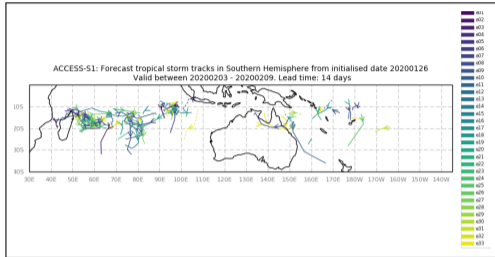 ACCESS-S1: Forecast tropical storm tracks in Southern Hemisphere from initialised date 20200126
Valid between 20200203 - 20200209. Lead time: 14 days
10S
20S
30S
40S
30E 40E 50E 60E 70E 80E 90E 100E 110E 120E 130E 140E 150E 160E 170E 180E 170W 160W 150W 140W
e01
e02
e03
e04
e05
e06
e07
e08
e09
e10
e11
e12
e13
e14
e15
e16
e17
e18
e19
e20
e21
e22
e23
e24
e25
e26
e27
e28
e29
e30
e31
e32
e33